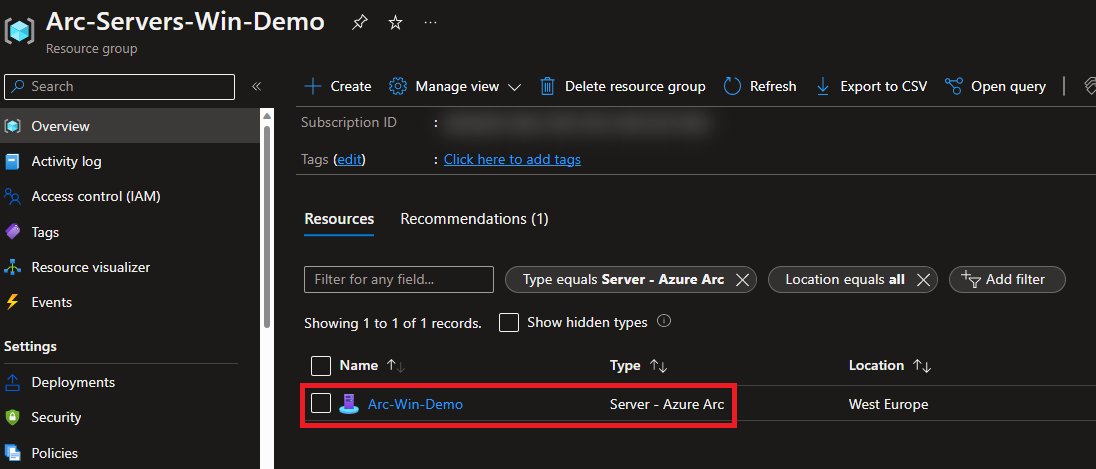 Arc-Servers-Win-Demo
Resource group
Search
Overview
Activity log
Access control (IAM)
Tags
Resource visualizer
Events
Settings
Deployments
Security
Policies
Create Manage view Delete resource group Refresh Export to CSV Open query
Subscription ID :
Tags (edit) : Click here to add tags
Resources Recommendations (1)
Filter for any field... Type equals Server - Azure Arc Location equals all Add filter
Showing 1 to 1 of 1 records. Show hidden types
Name Type Location
Arc-Win-Demo Server - Azure Arc West Europe